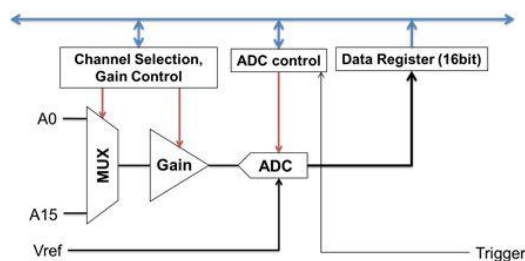 Channel Selection,
Gain Control
ADC control
Data Register (16bit)
A0
MUX
Gain
ADC
A15
Vref
Trigger